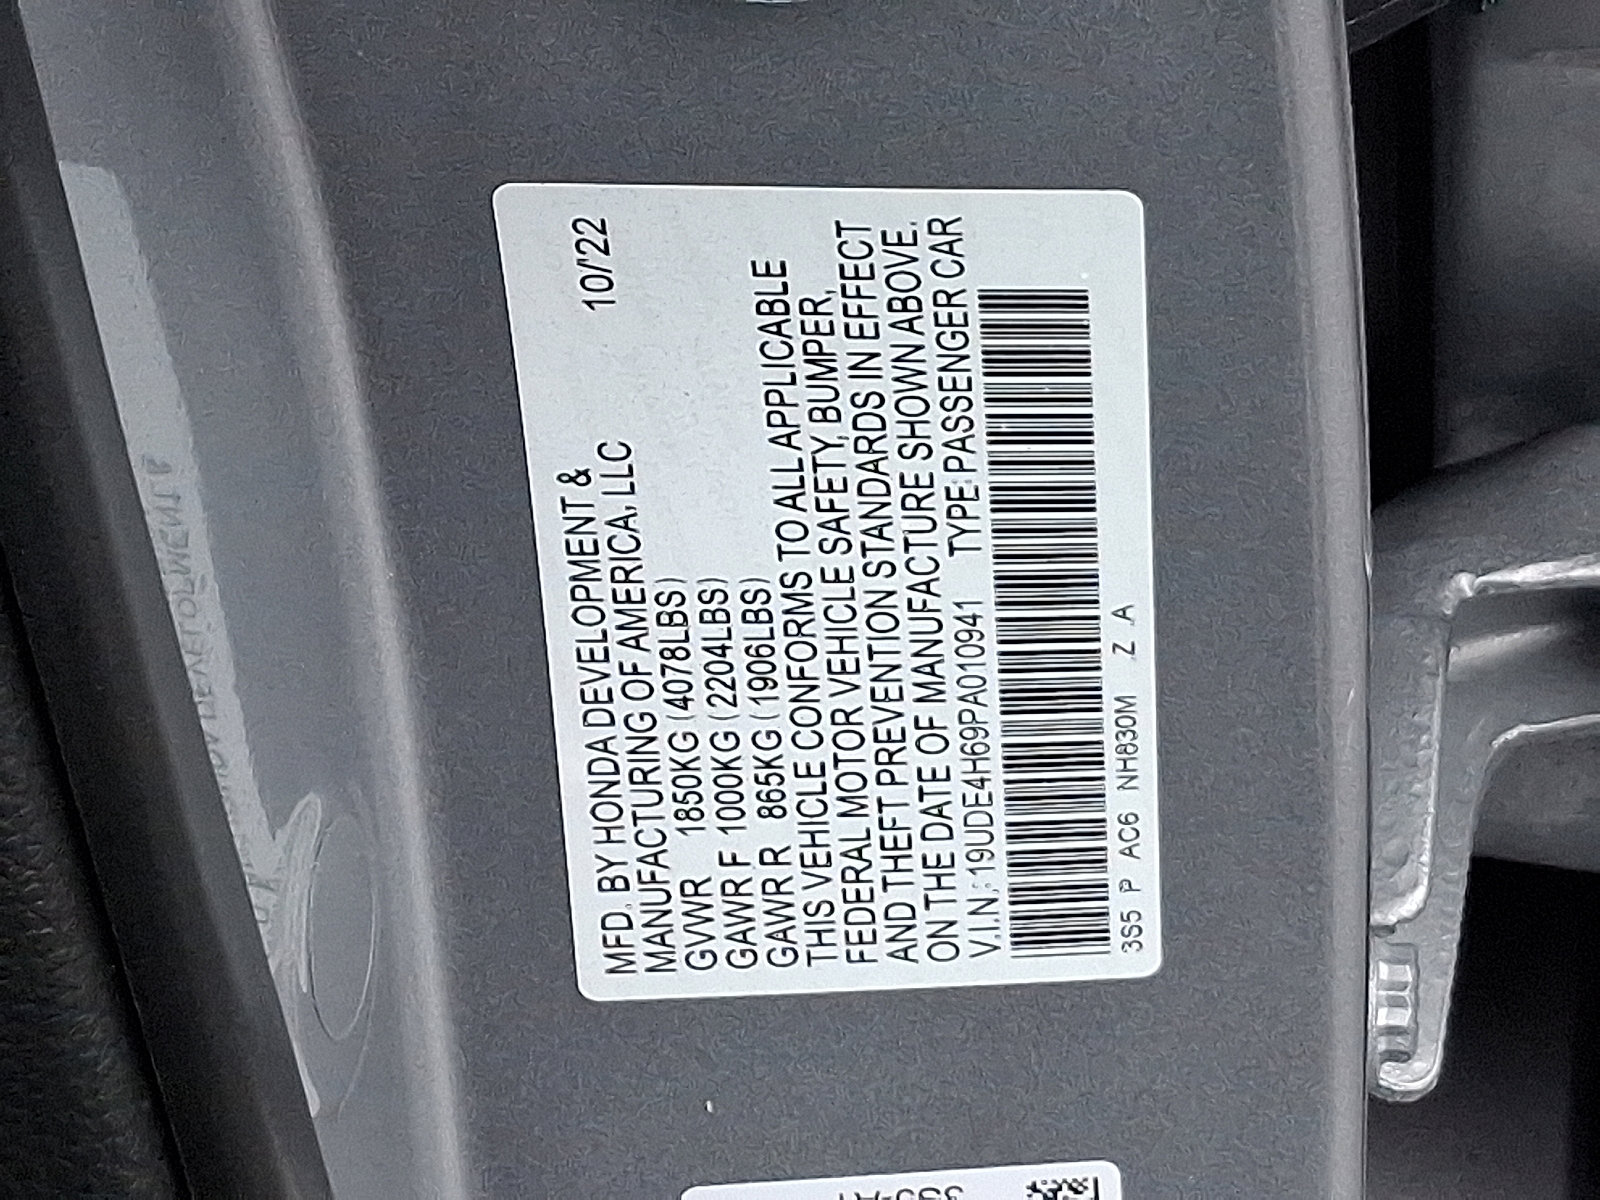 MFD. BY HONDA DEVELOPMENT &
MANUFACTURING OF AMERICA, LLC 10/22
GVWR 1850KG (4078LBS)
GAWR F 1000KG (2204LBS)
GAWR R 865KG (1906LBS)
THIS VEHICLE CONFORMS TO ALL APPLICABLE
FEDERAL MOTOR VEHICLE SAFETY, BUMPER,
AND THEFT PREVENTION STANDARDS IN EFFECT
ON THE DATE OF MANUFACTURE SHOWN ABOVE.
V.I.N.: 19UDE4H69PA010941 TYPE: PASSENGER CAR
3S5 P AC6 NH830M Z A